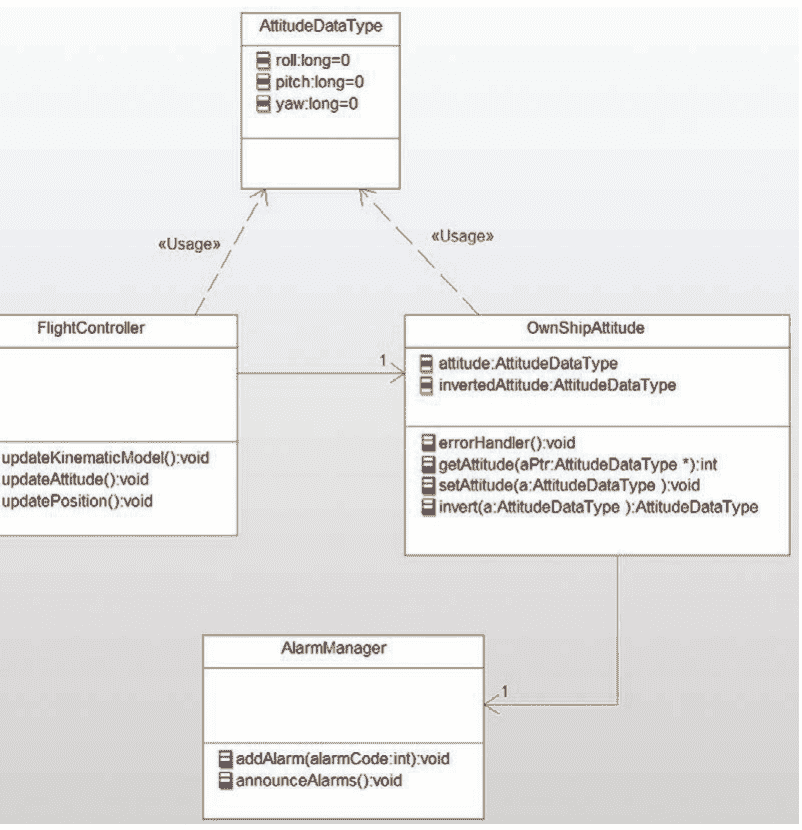 AttitudeDataType
roll:long=0
pitch:long=0
yaw:long=0
«Usage»
«Usage»
FlightController
updateKinematicModel():void
updateAttitude():void
updatePosition():void
1
OwnShipAttitude
attitude:AttitudeDataType
invertedAttitude:AttitudeDataType
errorHandler():void
getAttitude(aPtr:AttitudeDataType *):int
setAttitude(a:AttitudeDataType ):void
invert(a:AttitudeDataType ):AttitudeDataType
AlarmManager
1
addAlarm(alarmCode:int):void
announceAlarms():void